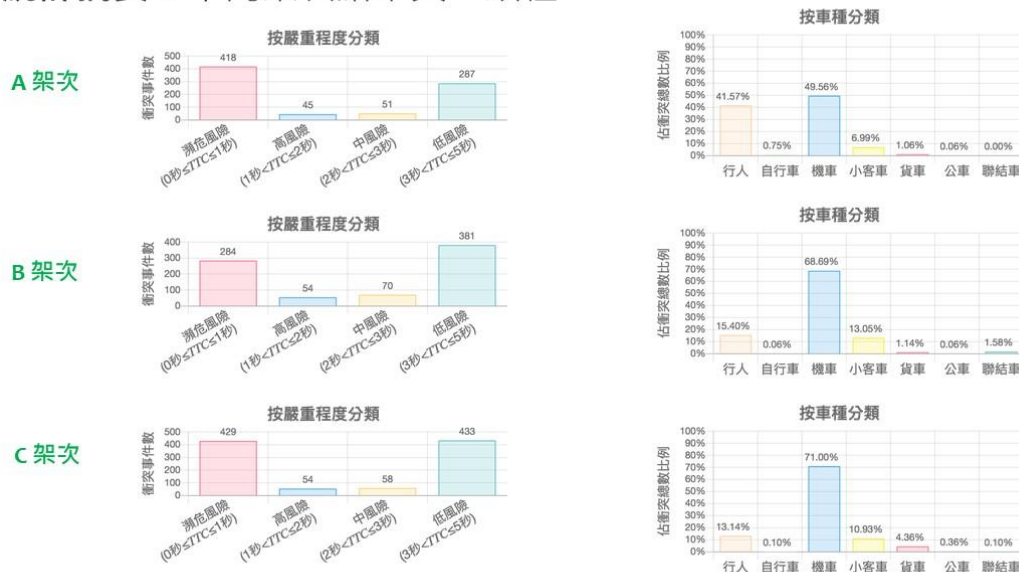 按嚴重程度分類
A 架次
衝突事件數
500
400
300
200
100
0
418
45
51
287
瀕危風險
(0秒≤TTC≤1秒)
高風險
(1秒<TTC≤2秒)
中風險
(2秒<TTC≤3秒)
低風險
(3秒<TTC≤5秒)
按車種分類
佔衝突總數比例
100%
90%
80%
70%
60%
50%
40%
30%
20%
10%
0%
41.57%
0.75%
49.56%
6.99%
1.06%
0.06%
0.00%
行人 自行車 機車 小客車 貨車 公車 聯結車
按嚴重程度分類
B 架次
衝突事件數
400
300
200
100
0
284
54
70
381
瀕危風險
(0秒≤TTC≤1秒)
高風險
(1秒<TTC≤2秒)
中風險
(2秒<TTC≤3秒)
低風險
(3秒<TTC≤5秒)
按車種分類
佔衝突總數比例
100%
90%
80%
70%
60%
50%
40%
30%
20%
10%
0%
15.40%
0.06%
68.69%
13.05%
1.14%
0.06%
1.58%
行人 自行車 機車 小客車 貨車 公車 聯結車
按嚴重程度分類
C 架次
衝突事件數
500
400
300
200
100
0
429
54
58
433
瀕危風險
(0秒≤TTC≤1秒)
高風險
(1秒<TTC≤2秒)
中風險
(2秒<TTC≤3秒)
低風險
(3秒<TTC≤5秒)
按車種分類
佔衝突總數比例
100%
90%
80%
70%
60%
50%
40%
30%
20%
10%
0%
13.14%
0.10%
71.00%
10.93%
4.36%
0.36%
0.10%
行人 自行車 機車 小客車 貨車 公車 聯結車